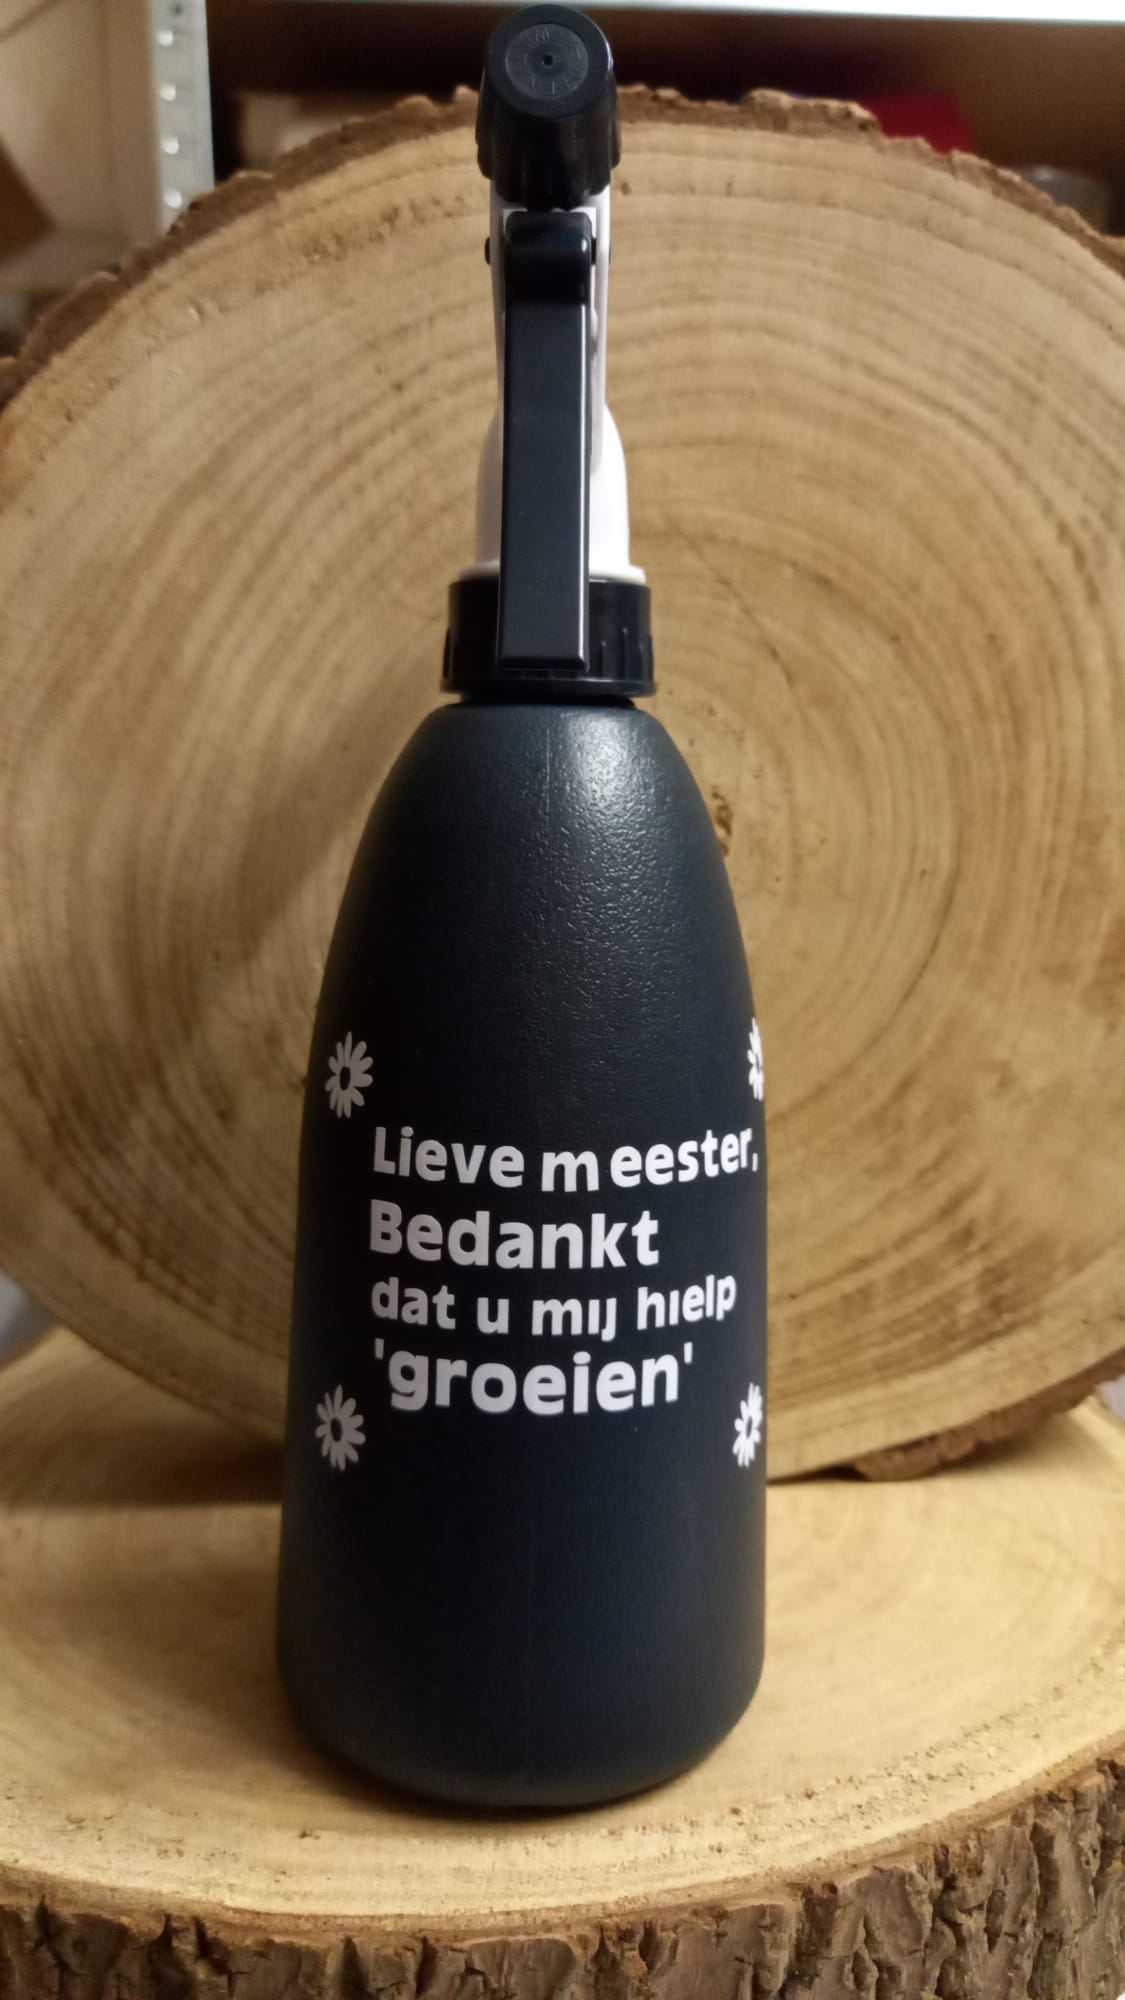 Lieve meester,
Bedankt
dat u mij hielp
'groeien'